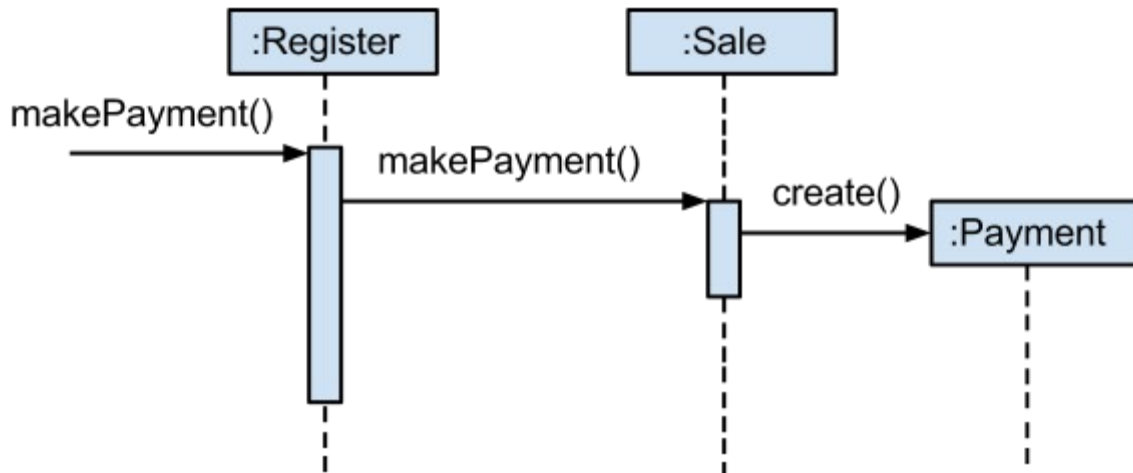 :Register
:Sale
makePayment()
makePayment()
create()
:Payment